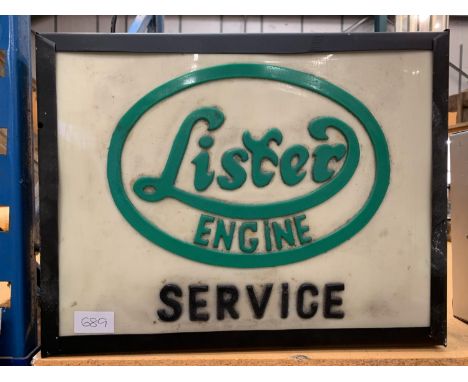 Lister
ENGINE
SERVICE
689